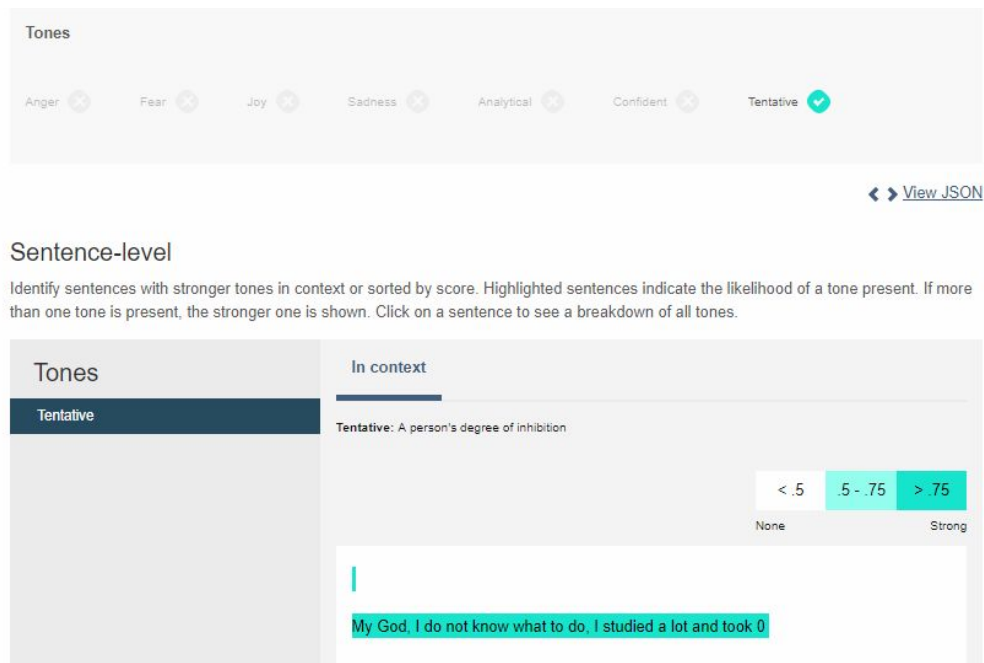 Tones
Anger Fear Joy Sadness Analytical Confident Tentative
View JSON
Sentence-level
Identify sentences with stronger tones in context or sorted by score. Highlighted sentences indicate the likelihood of a tone present. If more
than one tone is present, the stronger one is shown. Click on a sentence to see a breakdown of all tones.
Tones
Tentative
In context
Tentative: A person's degree of inhibition
< .5 .5 - .75 > .75
None Strong
My God, I do not know what to do, I studied a lot and took 0